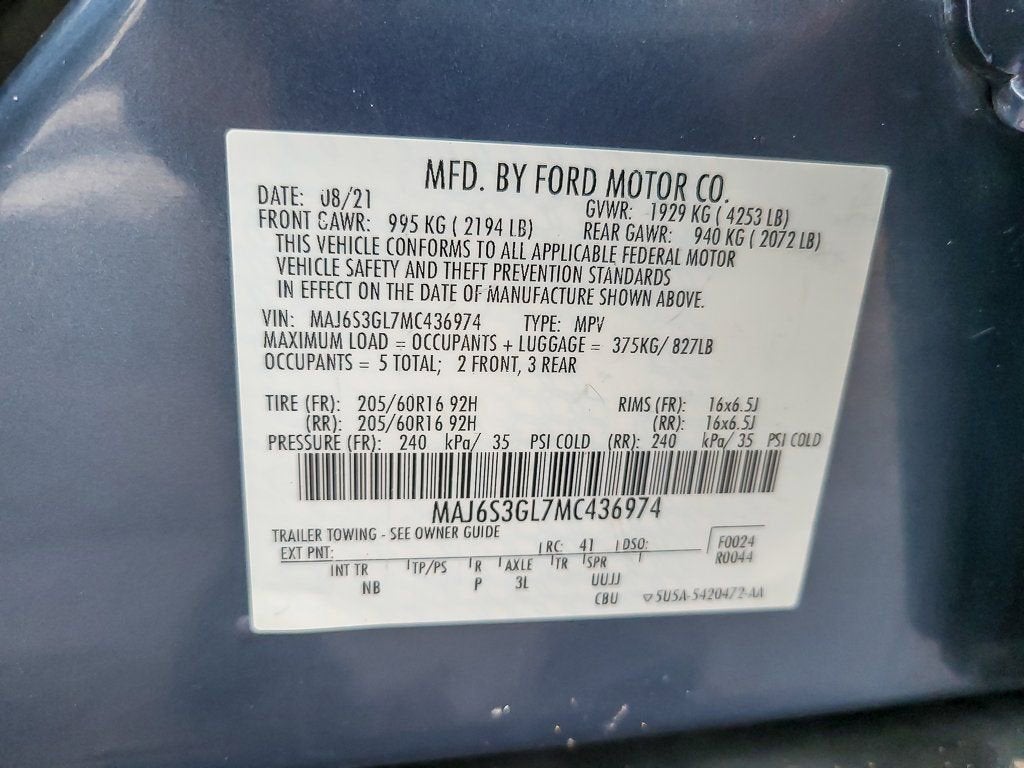 MFD. BY FORD MOTOR CO.
DATE: 08/21 GVWR: 1929 KG ( 4253 LB)
FRONT GAWR: 995 KG ( 2194 LB) REAR GAWR: 940 KG ( 2072 LB)
THIS VEHICLE CONFORMS TO ALL APPLICABLE FEDERAL MOTOR
VEHICLE SAFETY AND THEFT PREVENTION STANDARDS
IN EFFECT ON THE DATE OF MANUFACTURE SHOWN ABOVE.
VIN: MAJ6S3GL7MC436974 TYPE: MPV
MAXIMUM LOAD = OCCUPANTS + LUGGAGE = 375KG/ 827LB
OCCUPANTS = 5 TOTAL; 2 FRONT, 3 REAR
TIRE (FR): 205/60R16 92H RIMS (FR): 16x6.5J
(RR): 205/60R16 92H (RR): 16x6.5J
PRESSURE (FR): 240 kPa/ 35 PSI COLD (RR): 240 kPa/ 35 PSI COLD
MAJ6S3GL7MC436974
TRAILER TOWING - SEE OWNER GUIDE
EXT PNT: RC: 41 DSO: F0024
R0044
INT TR TP/PS R AXLE TR SPR
NB P 3L UUJJ
CBU 5U5A-5420472-AA